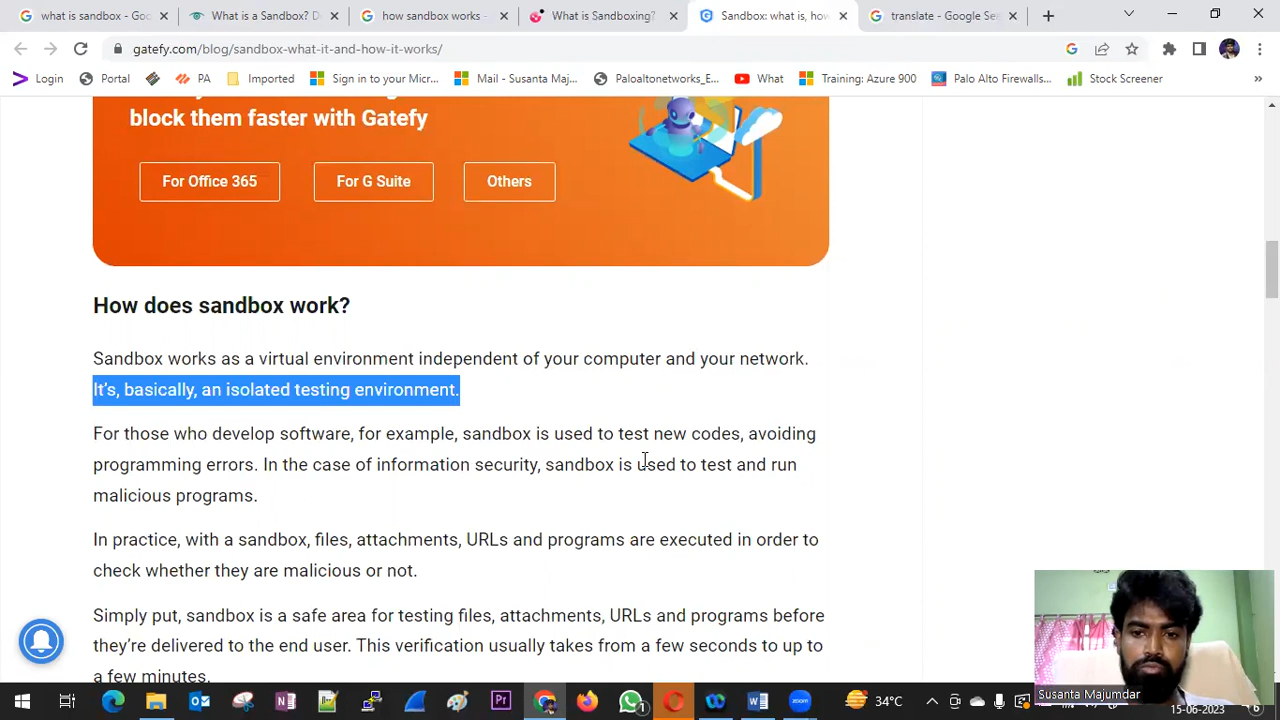 what is sandbox - Goo
What is a Sandbox? D
how sandbox works -
What is Sandboxing?
Sandbox: what is, how
translate - Google Sea
gatefy.com/blog/sandbox-what-it-and-how-it-works/
Login
Portal
PA
Imported
Sign in to your Micr...
Mail - Susanta Maj...
Paloaltonetworks_E...
What
Training: Azure 900
Palo Alto Firewalls...
Stock Screener
»
block them faster with Gatefy
For Office 365
For G Suite
Others
How does sandbox work?
Sandbox works as a virtual environment independent of your computer and your network.
It's, basically, an isolated testing environment.
For those who develop software, for example, sandbox is used to test new codes, avoiding
programming errors. In the case of information security, sandbox is used to test and run
malicious programs.
In practice, with a sandbox, files, attachments, URLs and programs are executed in order to
check whether they are malicious or not.
Simply put, sandbox is a safe area for testing files, attachments, URLs and programs before
they're delivered to the end user. This verification usually takes from a few seconds to up to
a few minutes.
Susanta Majumdar
34°C
15-06-2023